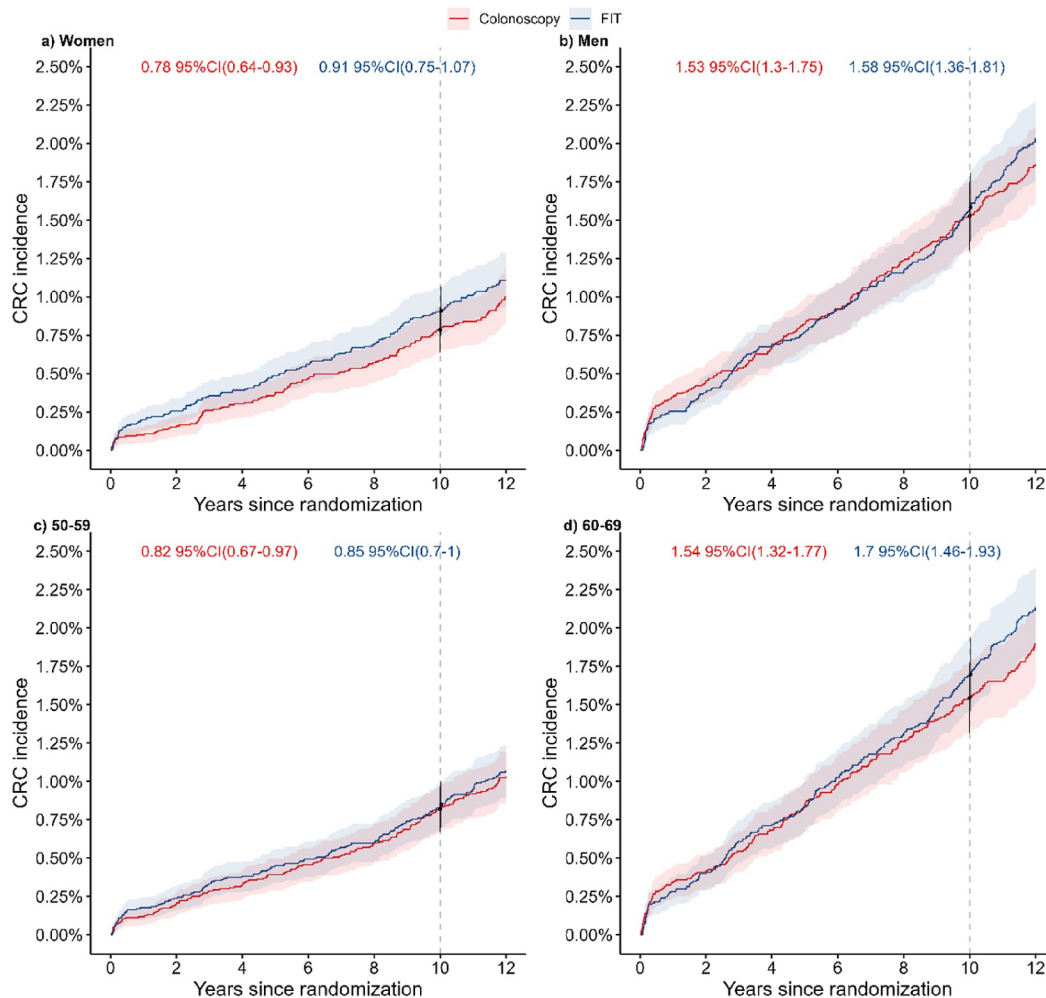 Colonoscopy FIT
a) Women
0.78 95%CI(0.64-0.93) 0.91 95%CI(0.75-1.07)
2.50%
2.25%
2.00%
1.75%
1.50%
1.25%
1.00%
0.75%
0.50%
0.25%
0.00%
CRC incidence
0 2 4 6 8 10 12
Years since randomization
b) Men
1.53 95%CI(1.3-1.75) 1.58 95%CI(1.36-1.81)
2.50%
2.25%
2.00%
1.75%
1.50%
1.25%
1.00%
0.75%
0.50%
0.25%
0.00%
CRC incidence
0 2 4 6 8 10 12
Years since randomization
c) 50-59
0.82 95%CI(0.67-0.97) 0.85 95%CI(0.7-1)
2.50%
2.25%
2.00%
1.75%
1.50%
1.25%
1.00%
0.75%
0.50%
0.25%
0.00%
CRC incidence
0 2 4 6 8 10 12
Years since randomization
d) 60-69
1.54 95%CI(1.32-1.77) 1.7 95%CI(1.46-1.93)
2.50%
2.25%
2.00%
1.75%
1.50%
1.25%
1.00%
0.75%
0.50%
0.25%
0.00%
CRC incidence
0 2 4 6 8 10 12
Years since randomization